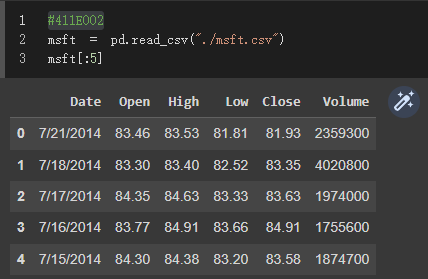 1 #411E002
2 msft = pd.read_csv("./msft.csv")
3 msft[:5]
Date Open High Low Close Volume
0 7/21/2014 83.46 83.53 81.81 81.93 2359300
1 7/18/2014 83.30 83.40 82.52 83.35 4020800
2 7/17/2014 84.35 84.63 83.33 83.63 1974000
3 7/16/2014 83.77 84.91 83.66 84.91 1755600
4 7/15/2014 84.30 84.38 83.20 83.58 1874700